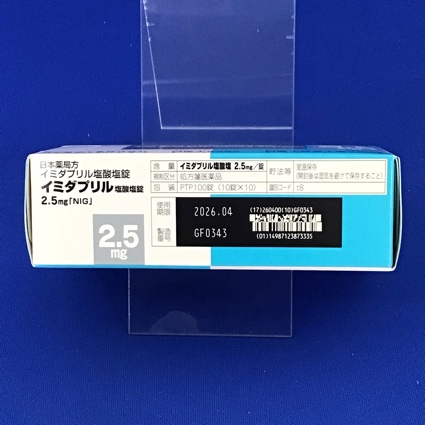 日本薬局方
イミダプリル塩酸塩錠
イミダプリル塩酸塩錠
2.5mg「NIG」
2.5
mg
含量 イミダプリル塩酸塩 2.5mg/錠
規制区分 処方箋医薬品
包装 PTP100錠 (10錠×10)
貯法等 室温保存
(開封後は湿気を避けて保存すること)
識別コード t8
使用
期限 2026.04
製造
番号 GF0343
(17)260400(10)GF0343
(01)14987123873335